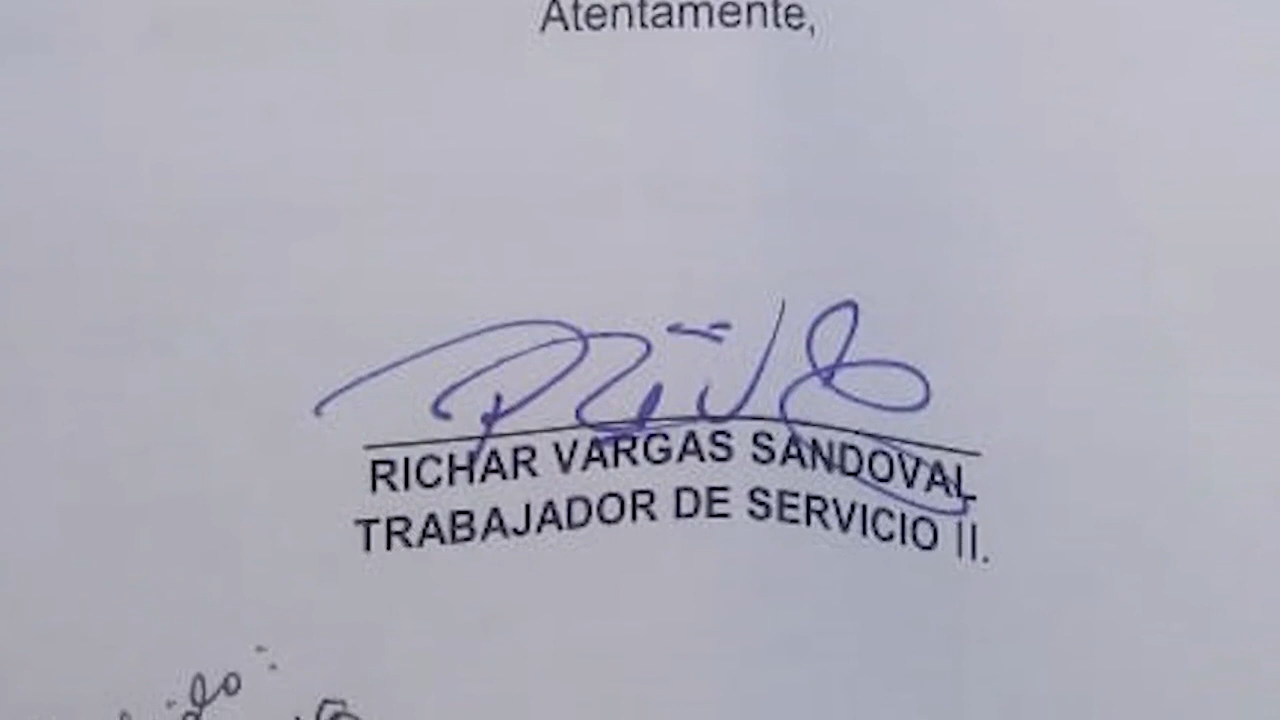 Atentamente,
RICHAR VARGAS SANDOVAL
TRABAJADOR DE SERVICIO II.